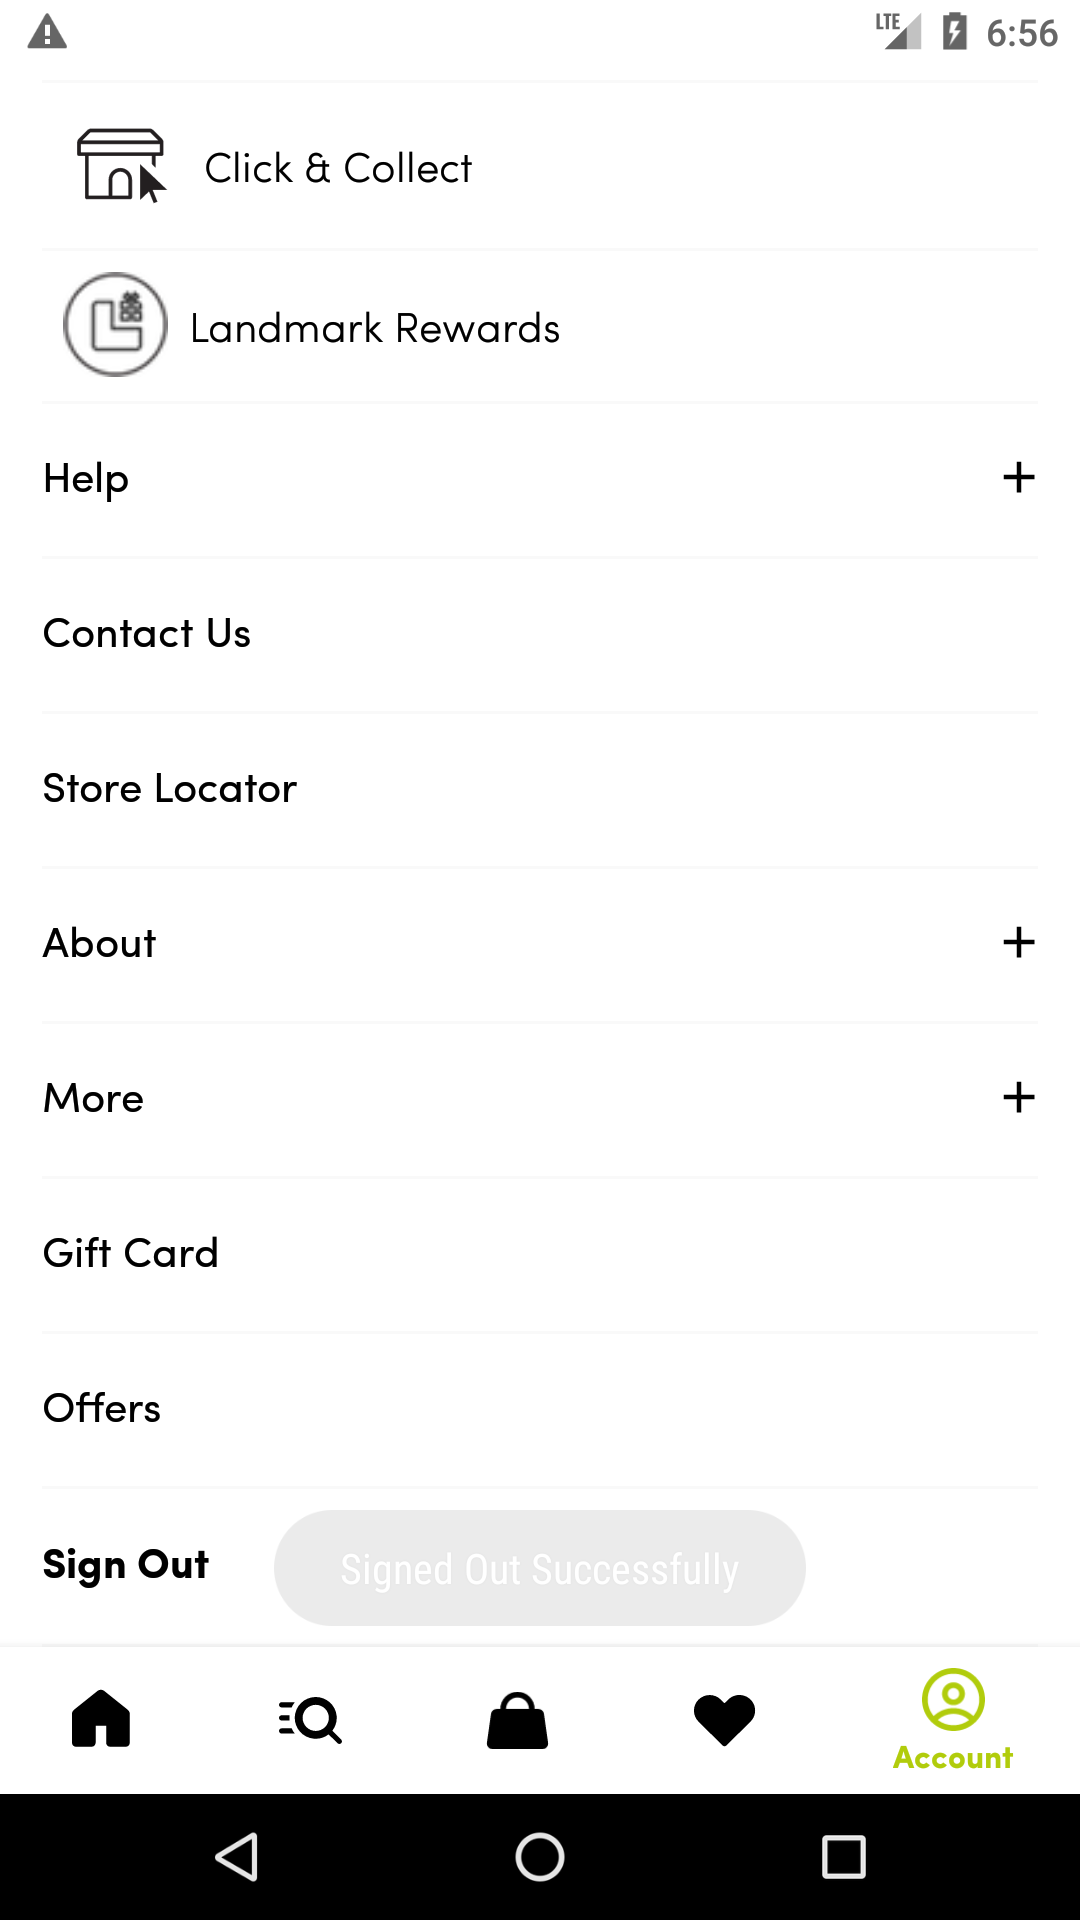 LTE 6:56
Click & Collect
Landmark Rewards
Help
Contact Us
Store Locator
About
More
Gift Card
Offers
Sign Out
Signed Out Successfully
Account